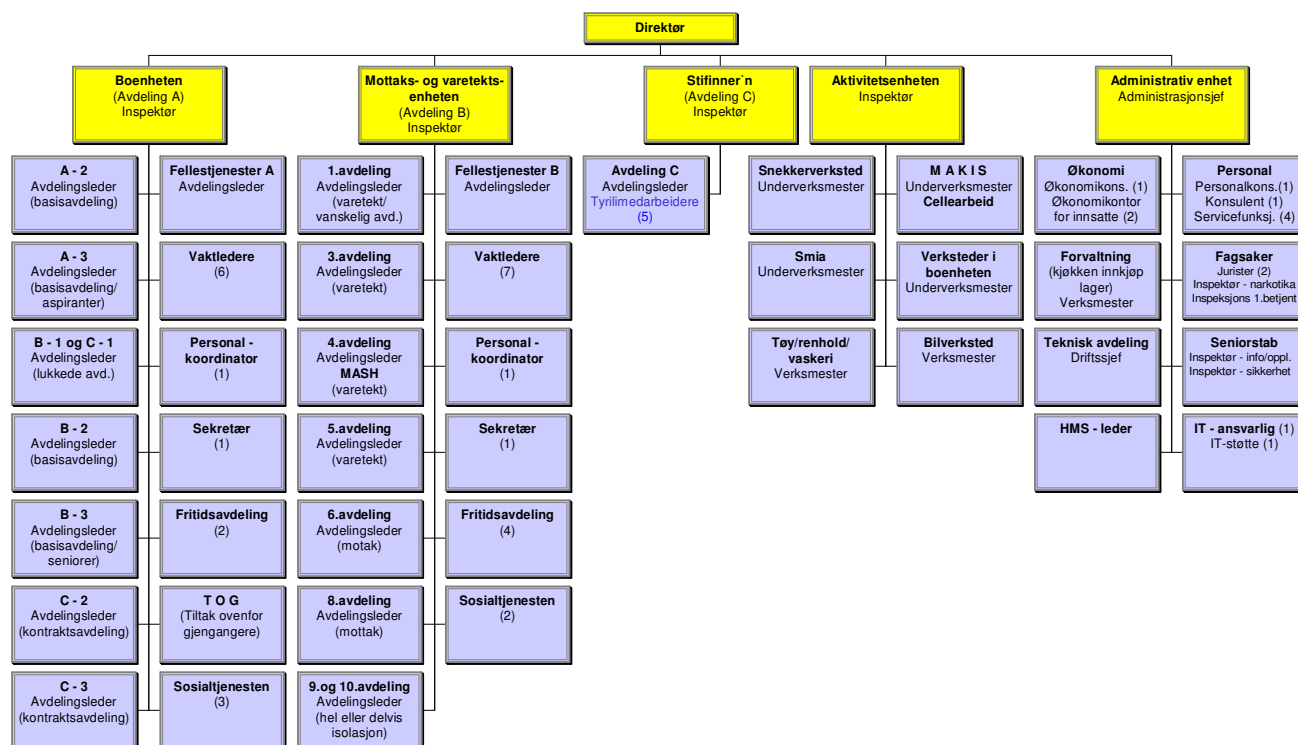 Direktør
Boenheten
(Avdeling A)
Inspektør
Mottaks- og varetekts-
enheten
(Avdeling B)
Inspektør
Stifinner`n
(Avdeling C)
Inspektør
Aktivitetsenheten
Inspektør
Administrativ enhet
Administrasjonsjef
A - 2
Avdelingsleder
(basisavdeling)
Fellestjenester A
Avdelingsleder
A - 3
Avdelingsleder
(basisavdeling/
aspiranter)
Vaktledere
(6)
B - 1 og C - 1
Avdelingsleder
(lukkede avd.)
Personal -
koordinator
(1)
B - 2
Avdelingsleder
(basisavdeling)
Sekretær
(1)
B - 3
Avdelingsleder
(basisavdeling/
seniorer)
Fritidsavdeling
(2)
C - 2
Avdelingsleder
(kontraktsavdeling)
T O G
(Tiltak ovenfor
gjengangere)
C - 3
Avdelingsleder
(kontraktsavdeling)
Sosialtjenesten
(3)
1.avdeling
Avdelingsleder
(varetekt/
vanskelig avd.)
Fellestjenester B
Avdelingsleder
3.avdeling
Avdelingsleder
(varetekt)
Vaktledere
(7)
4.avdeling
Avdelingsleder
MASH
(varetekt)
Personal -
koordinator
(1)
5.avdeling
Avdelingsleder
(varetekt)
Sekretær
(1)
6.avdeling
Avdelingsleder
(motak)
Fritidsavdeling
(4)
8.avdeling
Avdelingsleder
(mottak)
Sosialtjenesten
(2)
9.og 10.avdeling
Avdelingsleder
(hel eller delvis
isolasjon)
Avdeling C
Avdelingsleder
Tyrilimedarbeidere
(5)
Snekkerverksted
Underverksmester
M A K I S
Underverksmester
Cellearbeid
Smia
Underverksmester
Verksteder i
boenheten
Underverksmester
Tøy/renhold/
vaskeri
Verksmester
Bilverksted
Verksmester
Økonomi
Økonomikons. (1)
Økonomikontor
for innsatte (2)
Personal
Personalkons.(1)
Konsulent (1)
Servicefunksj. (4)
Forvaltning
(kjøkken innkjøp
lager)
Verksmester
Fagsaker
Jurister (2)
Inspektør - narkotika
Inspeksjons 1.betjent
Teknisk avdeling
Driftssjef
Seniorstab
Inspektør - info/oppl.
Inspektør - sikkerhet
HMS - leder
IT - ansvarlig (1)
IT-støtte (1)